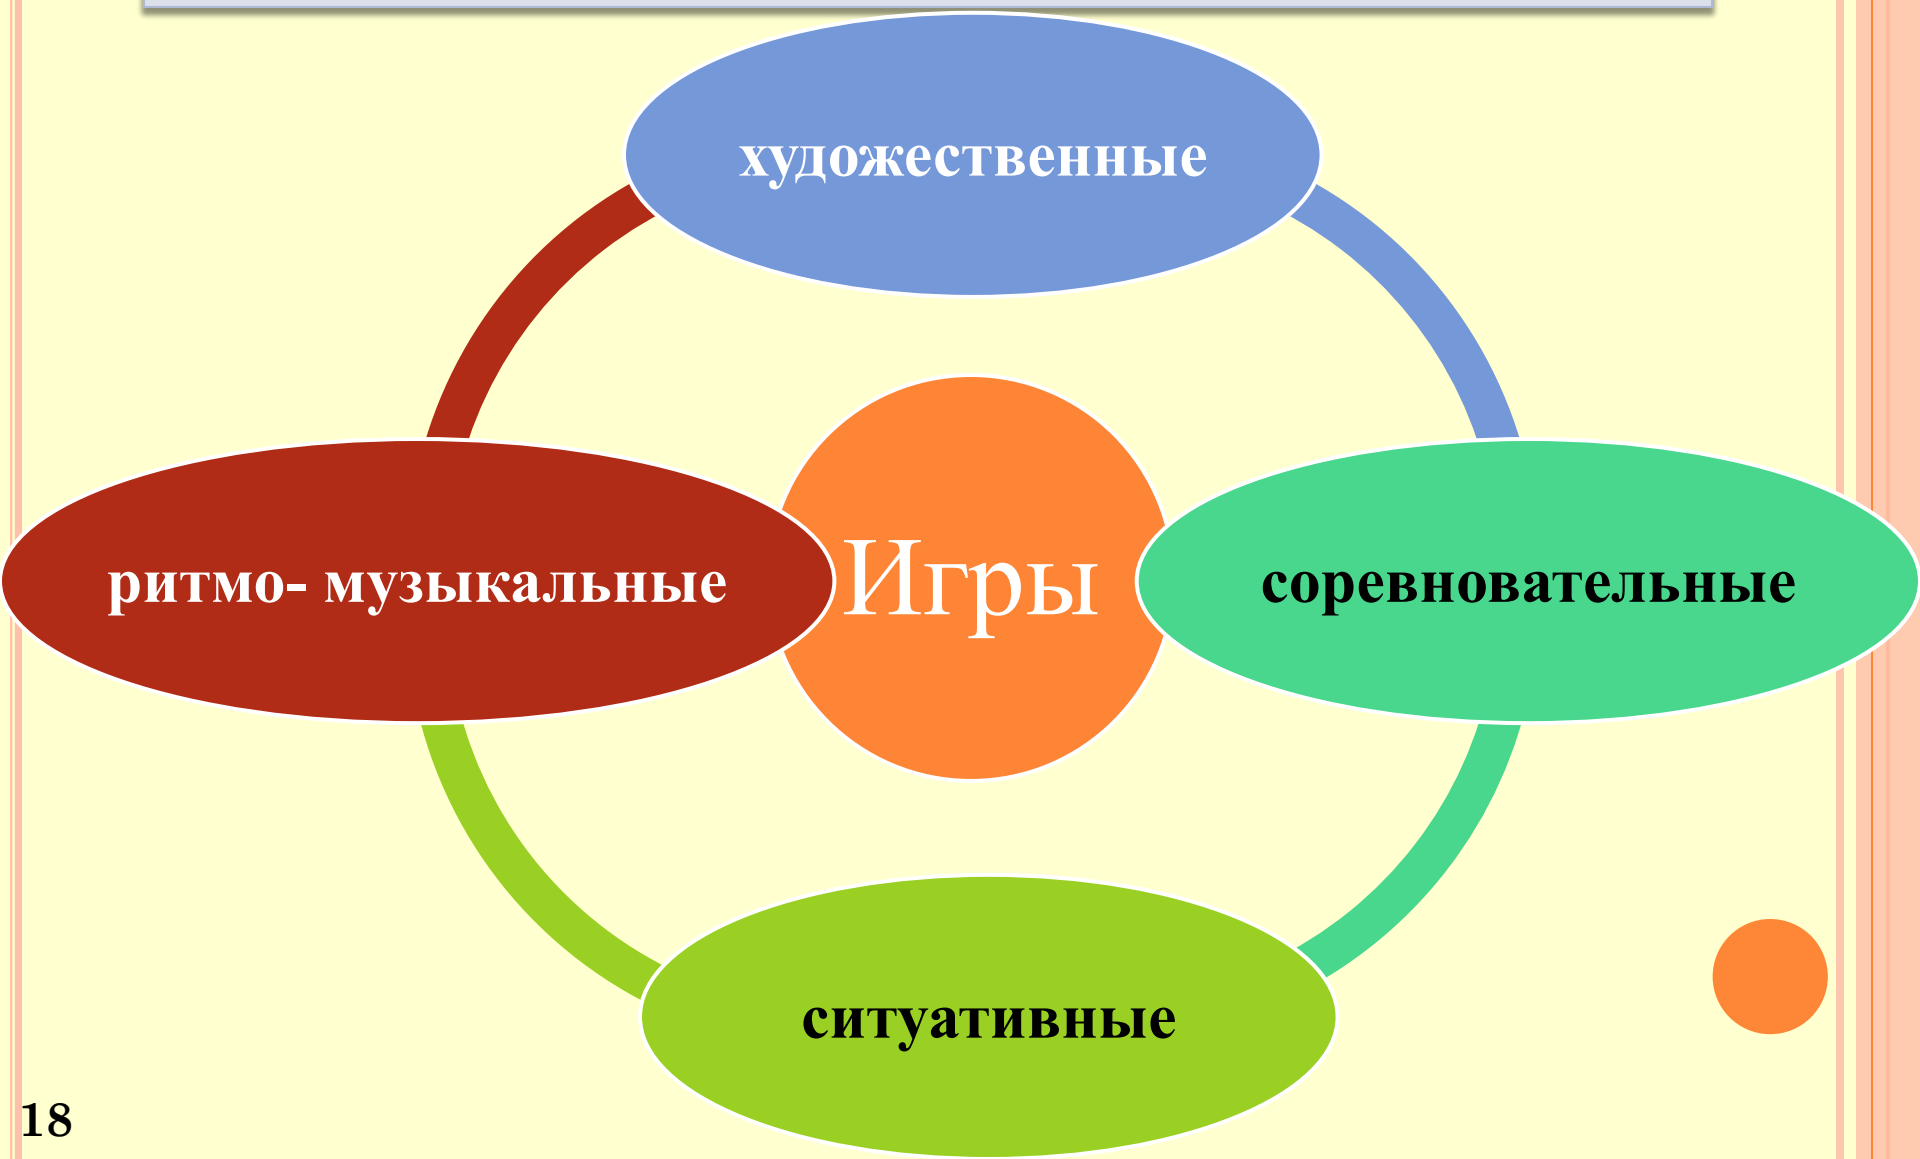 художественные
ритмо- музыкальные
Игры
соревновательные
ситуативные
18